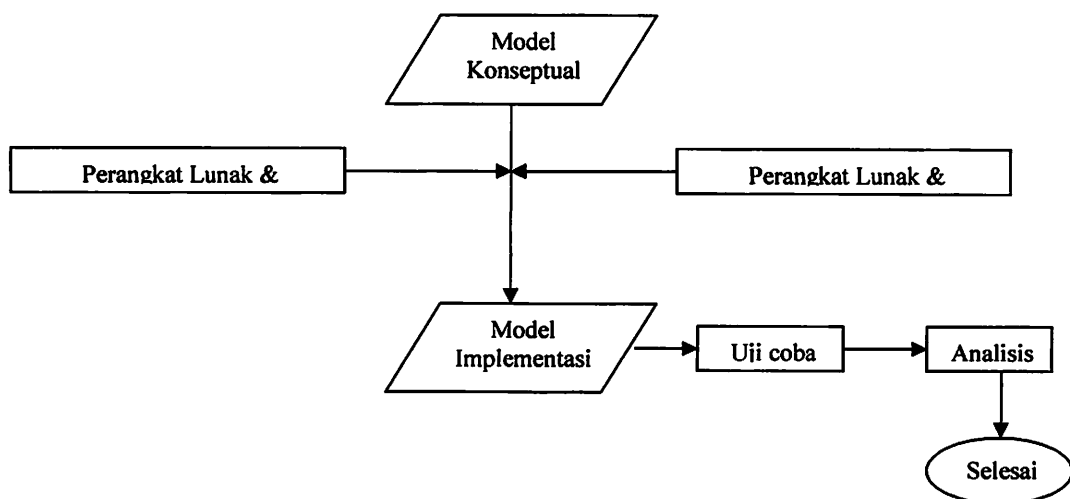 Model
Konseptual
Perangkat Lunak &
Perangkat Lunak &
Model
Implementasi
Uji coba
Analisis
Selesai